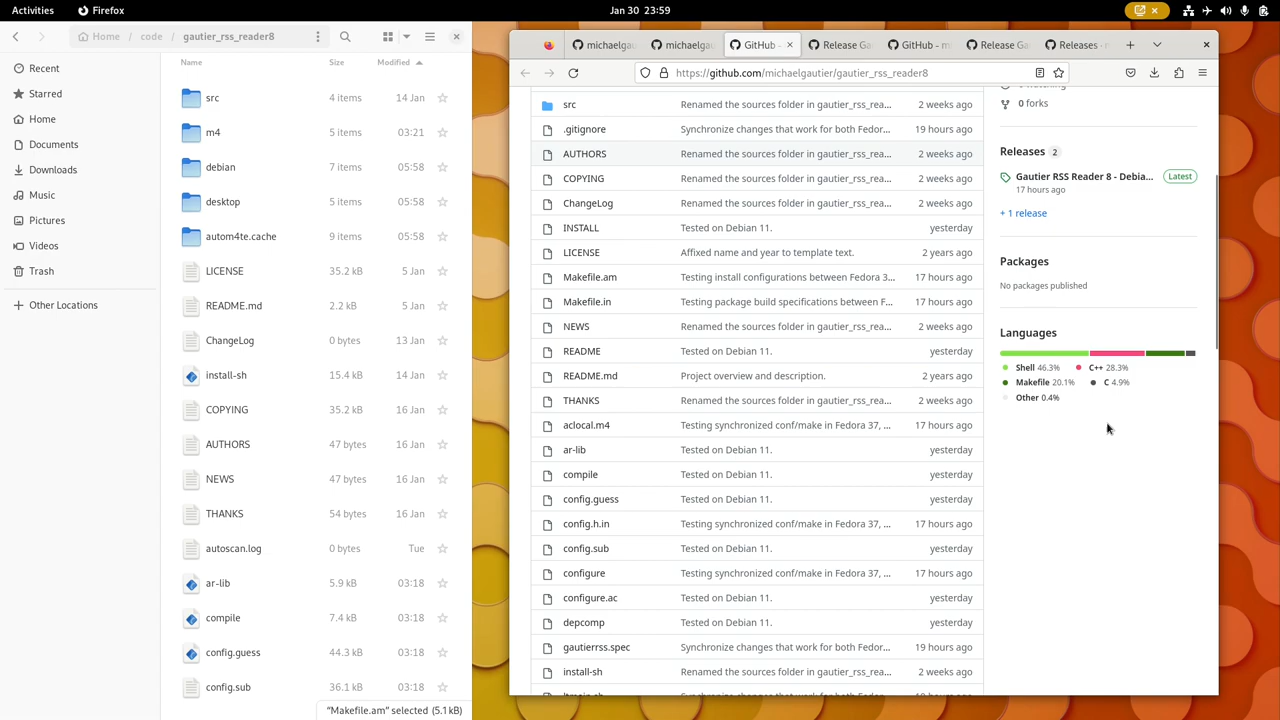 Activities
Firefox
Jan 30 23:59
Home / code / gautier_rss_reader8
Name Size Modified
Recent
Starred
Home
Documents
Downloads
Music
Pictures
Videos
Trash
Other Locations
src 4 items 14 Jan
m4 5 items 03:21
debian 7 items 05:58
desktop 5 items 05:58
autom4te.cache 9 items 05:58
LICENSE 35.2 kB 5 Jan
README.md 2.2 kB 5 Jan
ChangeLog 0 bytes 13 Jan
install-sh 15.4 kB 14 Jan
COPYING 35.2 kB 16 Jan
AUTHORS 47 bytes 16 Jan
NEWS 47 bytes 16 Jan
THANKS 54 bytes 16 Jan
autoscan.log 0 bytes Tue
ar-lib 5.9 kB 03:18
compile 7.4 kB 03:18
config.guess 44.3 kB 03:18
config.sub 36.1 kB 03:18
"Makefile.am" selected (5.1 kB)
michaelga
michaelga
GitHub -
Release Ga
GitHub - m
Release Ga
Releases -
https://github.com/michaelgautier/gautier_rss_reader8
src Renamed the sources folder in gautier_rss_rea... 2 weeks ago
.gitignore Synchronize changes that work for both Fedor... 19 hours ago
AUTHORS Renamed the sources folder in gautier_rss_rea... 2 weeks ago
COPYING Renamed the sources folder in gautier_rss_rea... 2 weeks ago
ChangeLog Renamed the sources folder in gautier_rss_rea... 2 weeks ago
INSTALL Tested on Debian 11. yesterday
LICENSE Affixed name and year to template text. 2 years ago
Makefile.am Testing install configurations between Fedora ... 17 hours ago
Makefile.in Testing package build specifications between F... 17 hours ago
NEWS Renamed the sources folder in gautier_rss_rea... 2 weeks ago
README Tested on Debian 11. yesterday
README.md Project overview and description. 2 years ago
THANKS Renamed the sources folder in gautier_rss_rea... 2 weeks ago
aclocal.m4 Testing synchronized conf/make in Fedora 37, ... 17 hours ago
ar-lib Tested on Debian 11. yesterday
compile Tested on Debian 11. yesterday
config.guess Tested on Debian 11. yesterday
config.h.in Testing synchronized conf/make in Fedora 37, ... 17 hours ago
config.sub Tested on Debian 11. yesterday
configure Testing synchronized conf/make in Fedora 37, ... 17 hours ago
configure.ac Tested on Debian 11. yesterday
depcomp Tested on Debian 11. yesterday
gautierrss.spec Synchronize changes that work for both Fedor... 19 hours ago
install-sh Renamed the sources folder in gautier_rss_rea... 2 weeks ago
0 forks
Releases 2
Gautier RSS Reader 8 - Debia... Latest
17 hours ago
+ 1 release
Packages
No packages published
Languages
Shell 46.3% C++ 28.3%
Makefile 20.1% C 4.9%
Other 0.4%